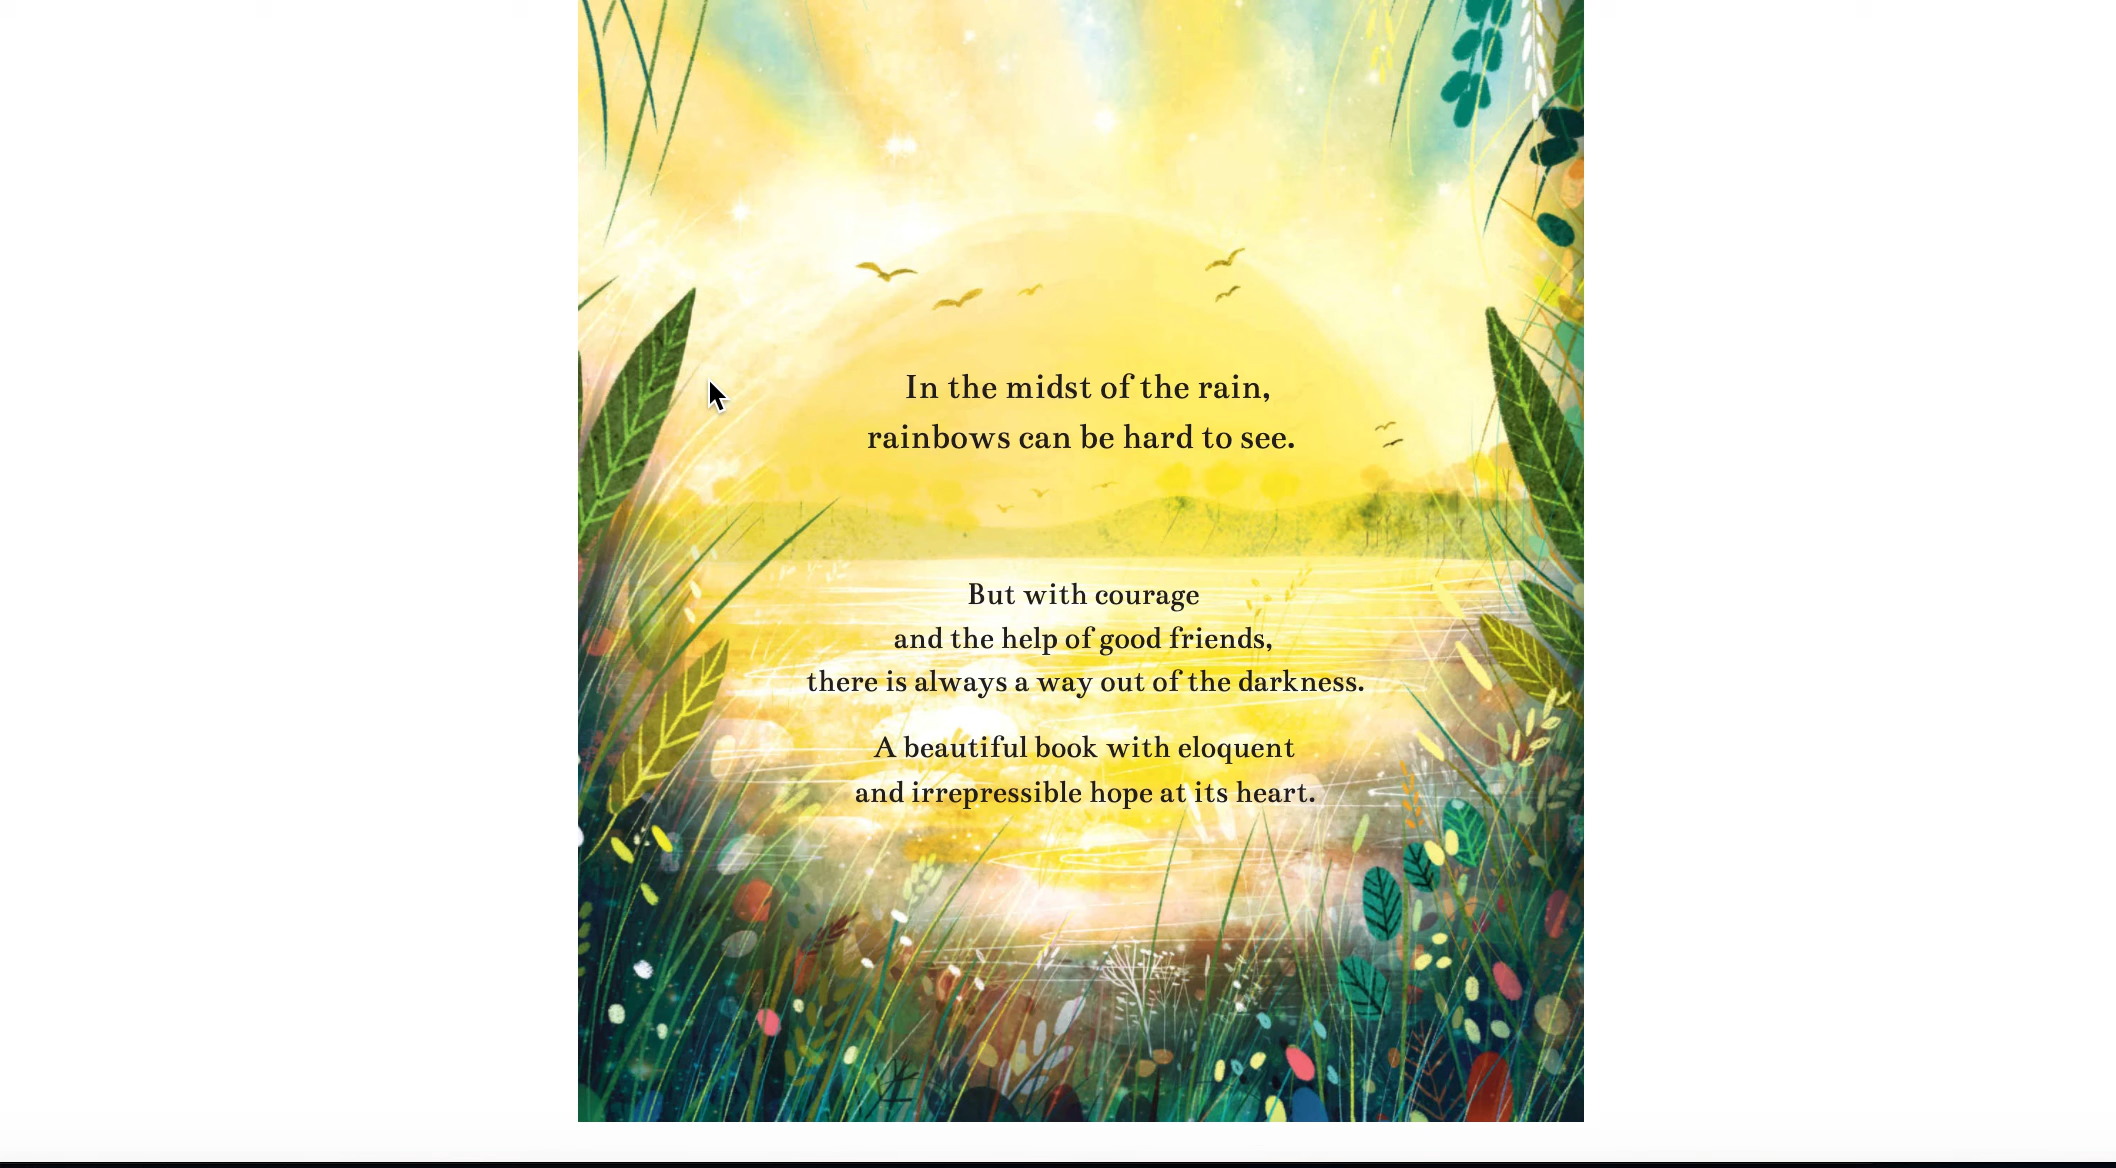 In the midst of the rain,
rainbows can be hard to see.
But with courage
and the help of good friends,
there is always a way out of the darkness.
A beautiful book with eloquent
and irrepressible hope at its heart.